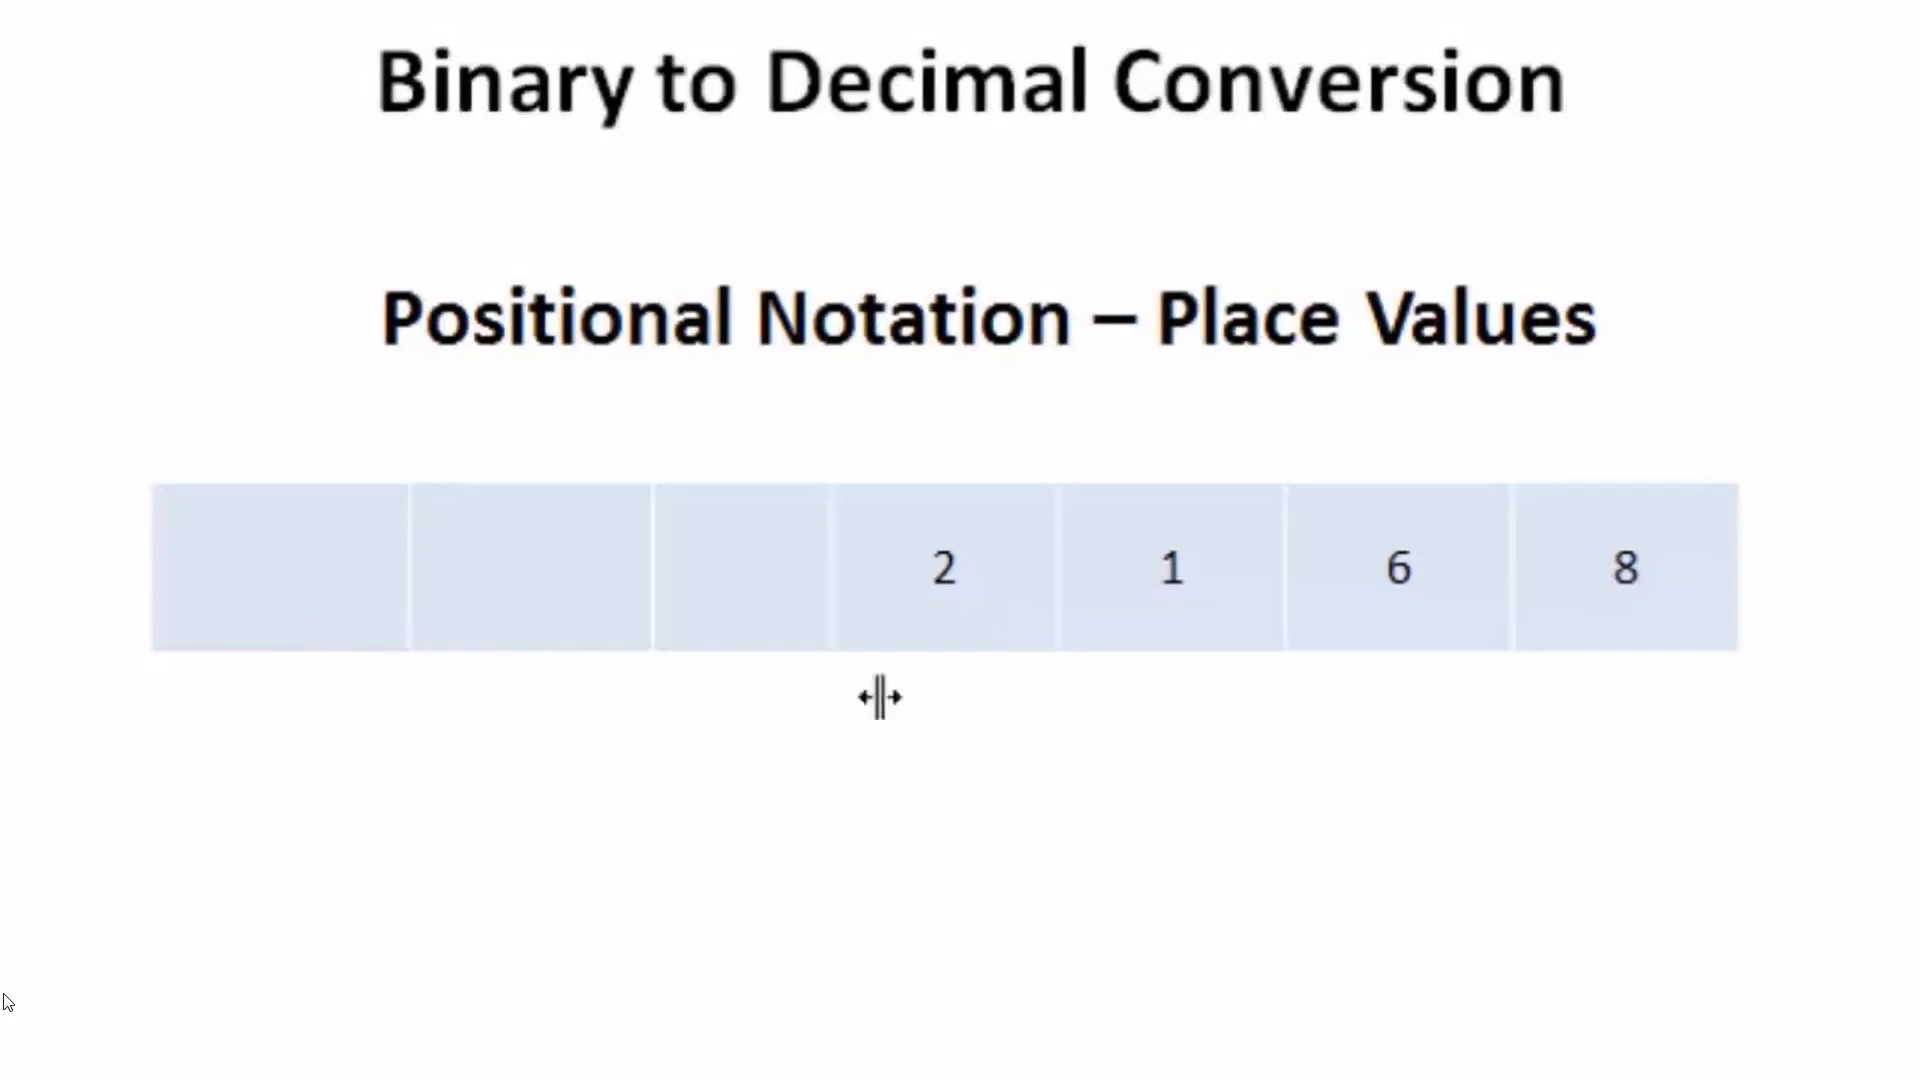 Binary to Decimal Conversion
Positional Notation – Place Values
2 1 6 8